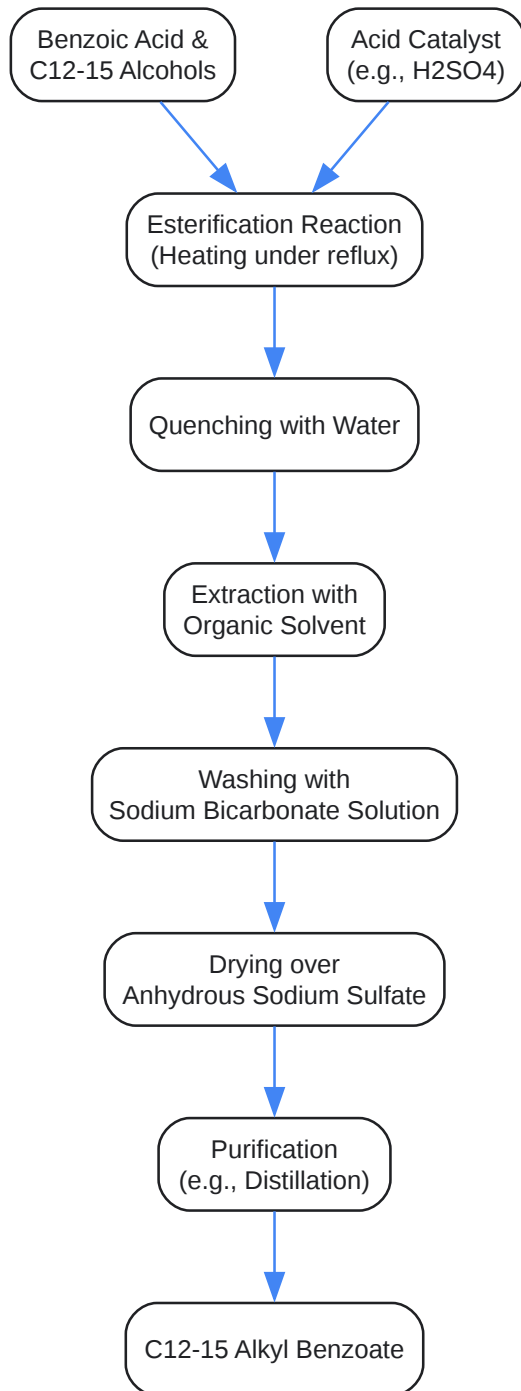 Benzoic Acid &
C12-15 Alcohols
Acid Catalyst
(e.g., H2SO4)
Esterification Reaction
(Heating under reflux)
Quenching with Water
Extraction with
Organic Solvent
Washing with
Sodium Bicarbonate Solution
Drying over
Anhydrous Sodium Sulfate
Purification
(e.g., Distillation)
C12-15 Alkyl Benzoate